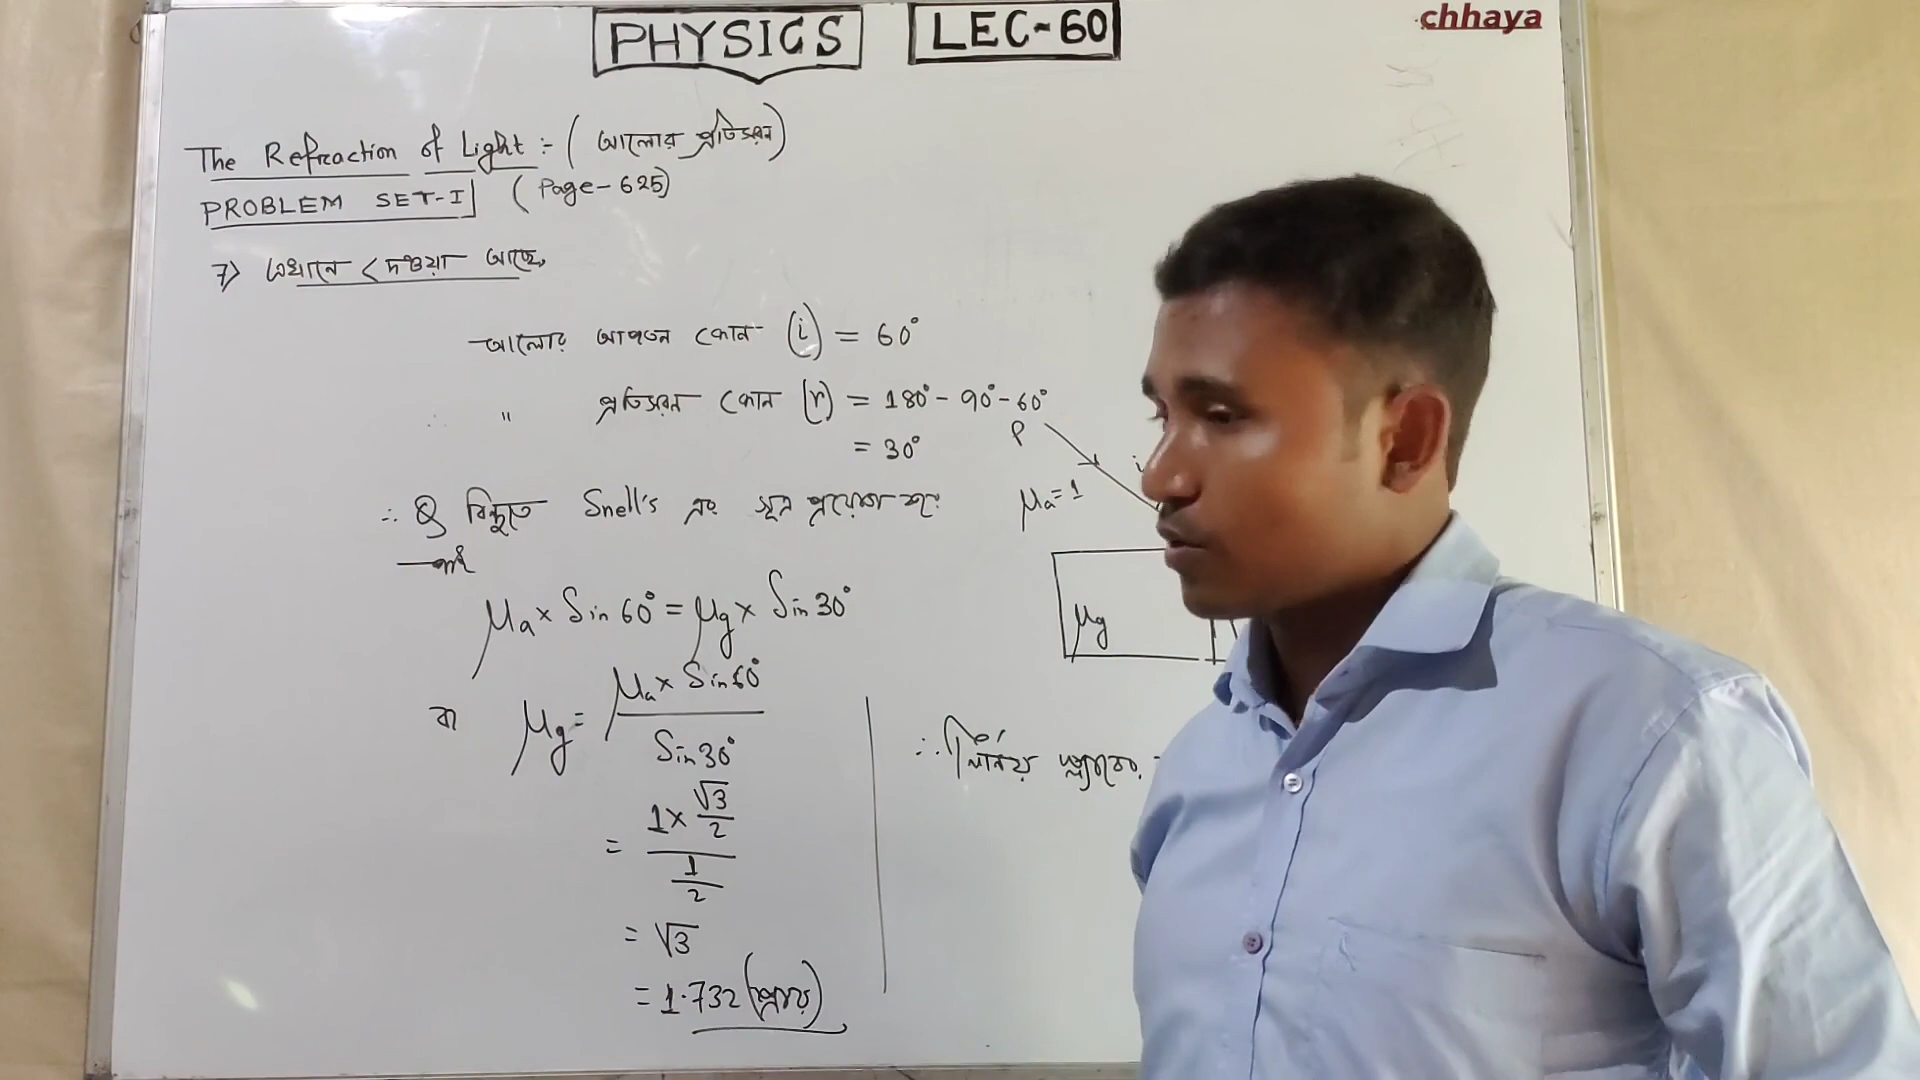 PHYSICS LEC-60
chhaya
The Refraction of Light :- (আলোর প্রতিসরন)
PROBLEM SET-I (Page-625)
7) এখানে দেওয়া আছে,
আলোর আপতন কোন (i) = 60°
" প্রতিসরন কোন (r) = 180° - 90° - 60°
= 30°
P
i
μa = 1
∴ Q বিন্দুতে Snell's এর সূত্র প্রয়োগ করে
পাই
μa × Sin 60° = μg × Sin 30°
μg
বা μg = μa × Sin 60° / Sin 30°
= 1 × √3/2 / 1/2
= √3
= 1.732 (প্রায়)
∴ নির্নেয়